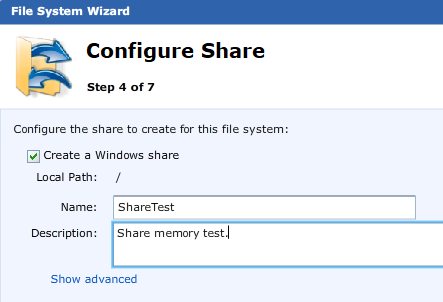 File System Wizard
Configure Share
Step 4 of 7
Configure the share to create for this file system:
Create a Windows share
Local Path: /
Name: ShareTest
Description: Share memory test.
Show advanced